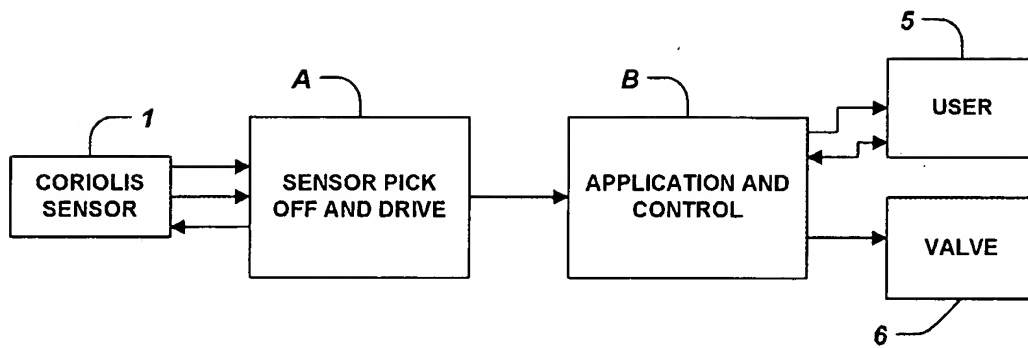 5
A
B
1
USER
CORIOLIS
SENSOR
SENSOR PICK
OFF AND DRIVE
APPLICATION AND
CONTROL
VALVE
6